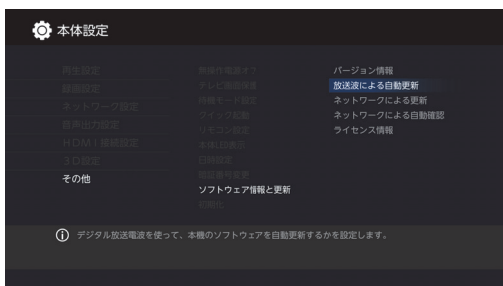 本体設定
再生設定
録画設定
ネットワーク設定
音声出力設定
HDMI接続設定
3D設定
その他
無操作電源オフ
テレビ画面保護
待機モード設定
クイック起動
リモコン設定
本体LED表示
日時設定
暗証番号変更
ソフトウェア情報と更新
初期化
バージョン情報
放送波による自動更新
ネットワークによる更新
ネットワークによる自動確認
ライセンス情報
デジタル放送電波を使って、本機のソフトウェアを自動更新するかを設定します。